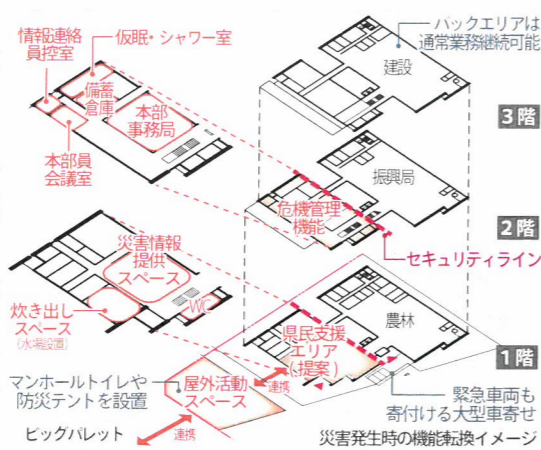 情報連絡
員控室
仮眠・シャワー室
備蓄
倉庫
本部
事務局
本部員
会議室
バックエリアは
通常業務継続可能
建設
3階
振興局
危機管理
機能
2階
セキュリティライン
災害情報
提供
スペース
WC
炊き出し
スペース
(水場設置)
県民支援
エリア
(提案)
農林
1階
マンホールトイレや
防災テントを設置
屋外活動
スペース
連携
ビッグパレット
連携
緊急車両も
寄付ける大型車寄せ
災害発生時の機能転換イメージ